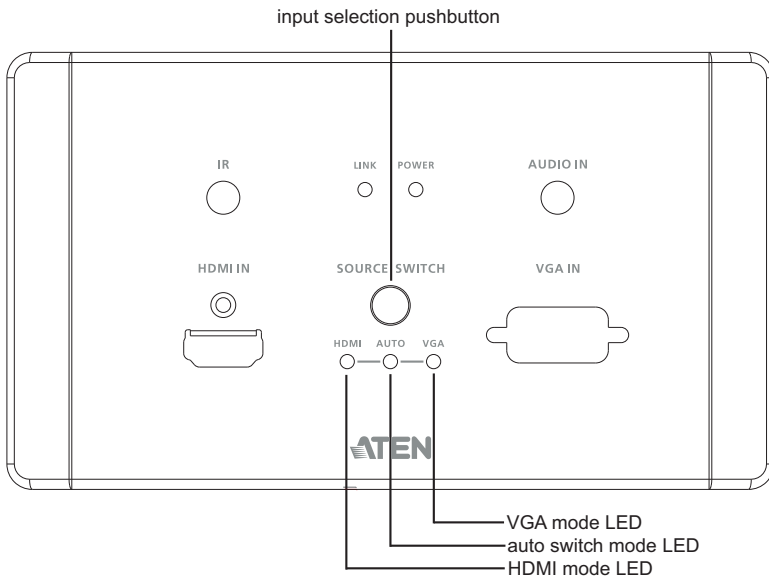 input selection pushbutton
IR
LINK POWER
AUDIO IN
HDMI IN
SOURCE SWITCH
VGA IN
HDMI AUTO VGA
ATEN
VGA mode LED
auto switch mode LED
HDMI mode LED